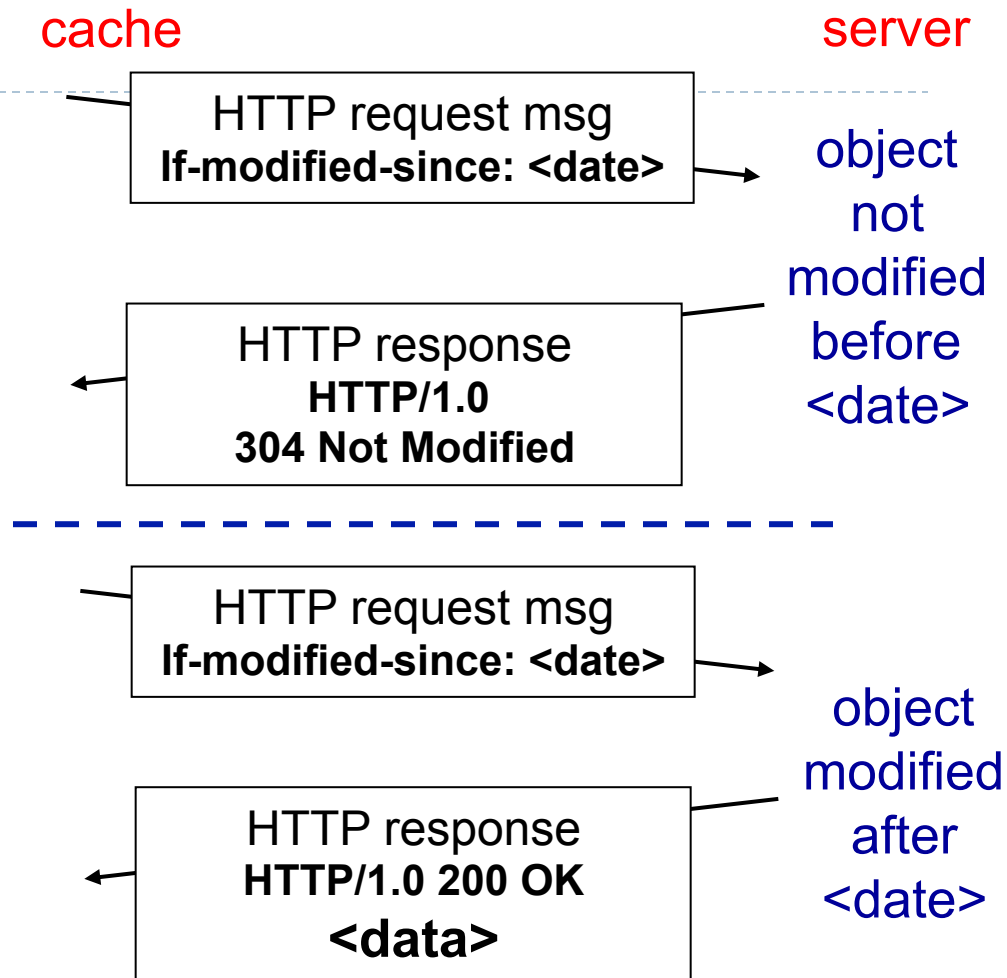 cache
server
HTTP request msg
If-modified-since: <date>
object
not
modified
before
<date>
HTTP response
HTTP/1.0
304 Not Modified
HTTP request msg
If-modified-since: <date>
object
modified
after
<date>
HTTP response
HTTP/1.0 200 OK
<data>